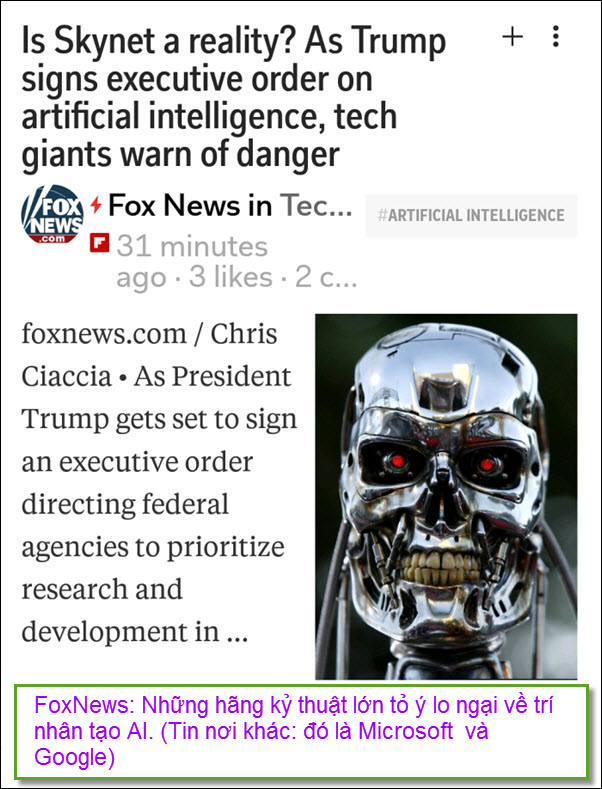 Is Skynet a reality? As Trump
signs executive order on
artificial intelligence, tech
giants warn of danger
FOX
NEWS
.com
Fox News in Tec...
#ARTIFICIAL INTELLIGENCE
31 minutes
ago · 3 likes · 2 c...
foxnews.com / Chris
Ciaccia • As President
Trump gets set to sign
an executive order
directing federal
agencies to prioritize
research and
development in ...
FoxNews: Những hãng kỷ thuật lớn tỏ ý lo ngại về trí
nhân tạo AI. (Tin nơi khác: đó là Microsoft và
Google)